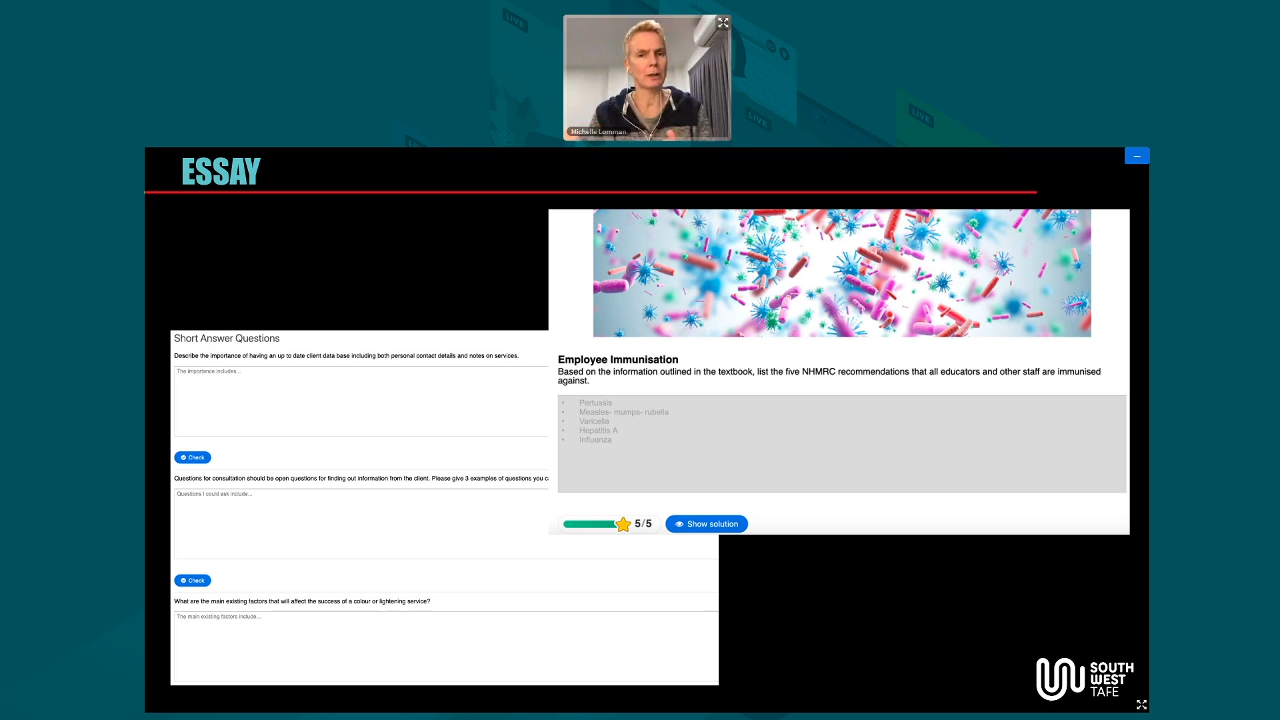 LIVE
LIVE
LIVE
Michelle Lomman
ESSAY
Short Answer Questions
Describe the importance of having an up to date client data base including both personal contact details and notes on services.
The importance includes...
Check
Questions for consultation should be open questions for finding out information from the client. Please give 3 examples of questions you c
Questions I could ask include...
Check
What are the main existing factors that will affect the success of a colour or lightening service?
The main existing factors include...
Employee Immunisation
Based on the information outlined in the textbook, list the five NHMRC recommendations that all educators and other staff are immunised
against.
• Pertussis
• Measles- mumps- rubella
• Varicella
• Hepatitis A
• Influenza
5/5
Show solution
SOUTH
WEST
TAFE